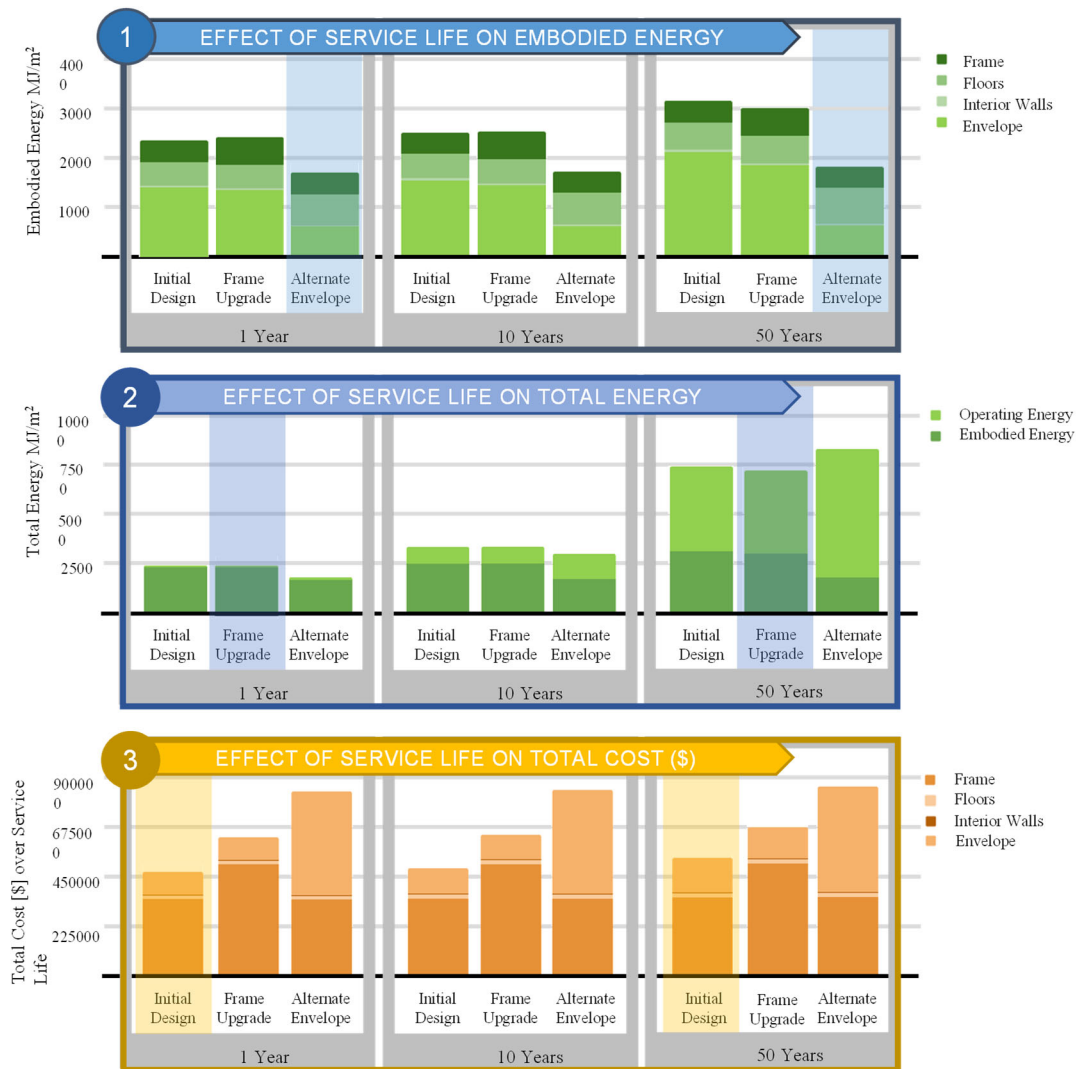 1 EFFECT OF SERVICE LIFE ON EMBODIED ENERGY
Embodied Energy MJ/m²
400
0
3000
2000
1000
Frame
Floors
Interior Walls
Envelope
Initial Design
Frame Upgrade
Alternate Envelope
1 Year
Initial Design
Frame Upgrade
Alternate Envelope
10 Years
Initial Design
Frame Upgrade
Alternate Envelope
50 Years
2 EFFECT OF SERVICE LIFE ON TOTAL ENERGY
Total Energy MJ/m²
1000
0
750
0
500
0
2500
Operating Energy
Embodied Energy
Initial Design
Frame Upgrade
Alternate Envelope
1 Year
Initial Design
Frame Upgrade
Alternate Envelope
10 Years
Initial Design
Frame Upgrade
Alternate Envelope
50 Years
3 EFFECT OF SERVICE LIFE ON TOTAL COST ($)
Total Cost [$] over Service
Life
90000
0
67500
0
450000
225000
Frame
Floors
Interior Walls
Envelope
Initial Design
Frame Upgrade
Alternate Envelope
1 Year
Initial Design
Frame Upgrade
Alternate Envelope
10 Years
Initial Design
Frame Upgrade
Alternate Envelope
50 Years